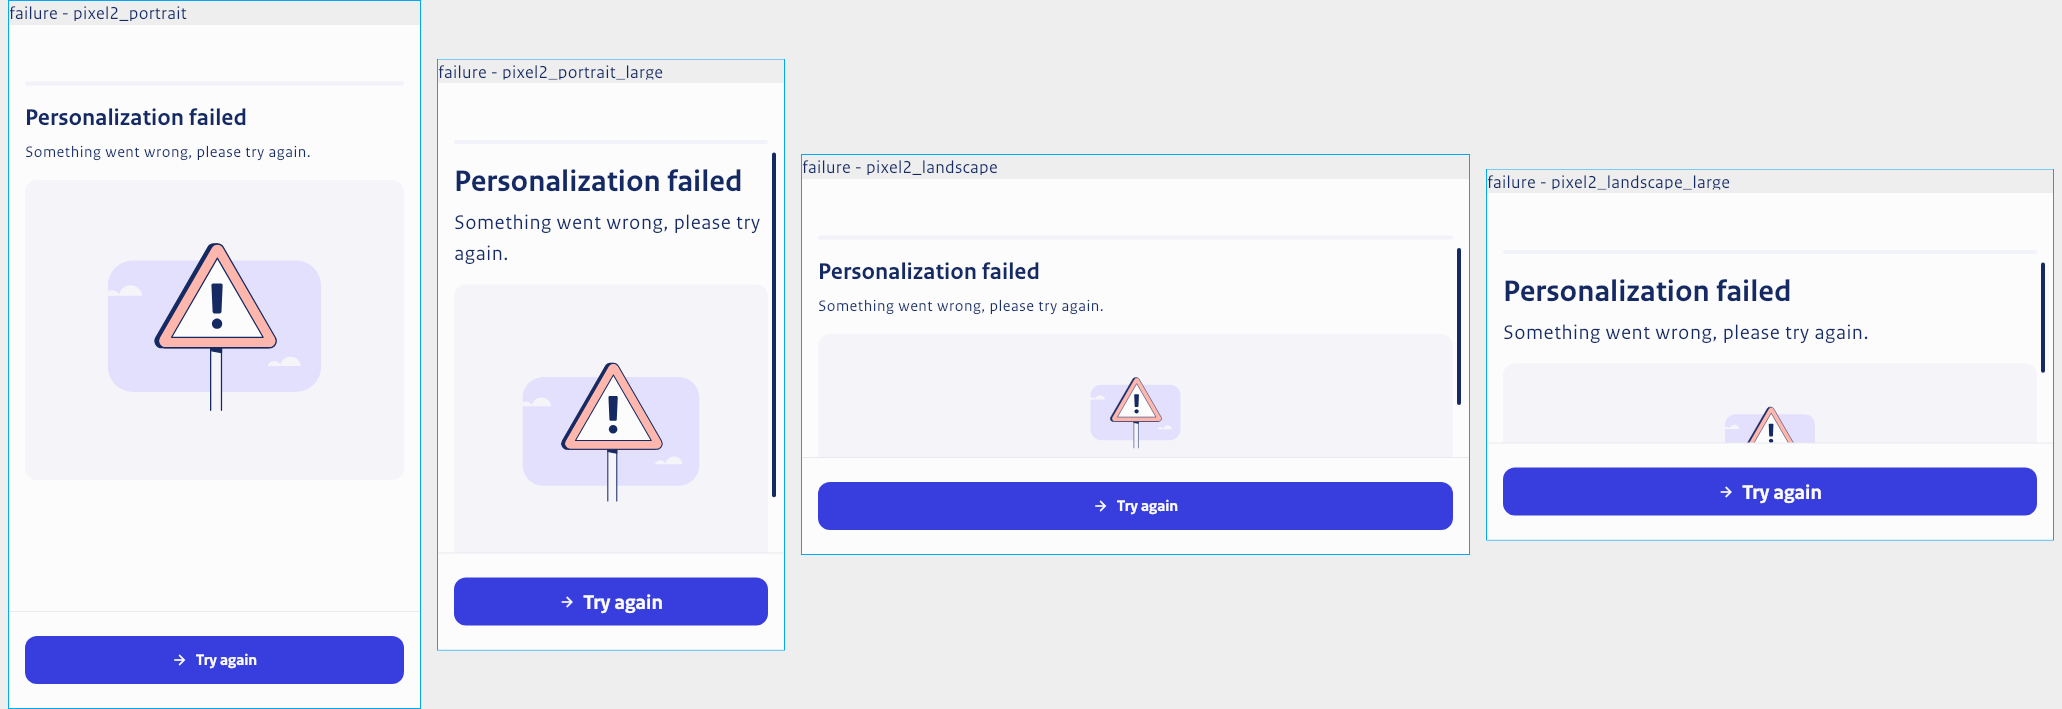 failure - pixel2_portrait
Personalization failed
Something went wrong, please try again.
Try again
failure - pixel2_portrait_large
Personalization failed
Something went wrong, please try
again.
Try again
failure - pixel2_landscape
Personalization failed
Something went wrong, please try again.
Try again
failure - pixel2_landscape_large
Personalization failed
Something went wrong, please try again.
Try again